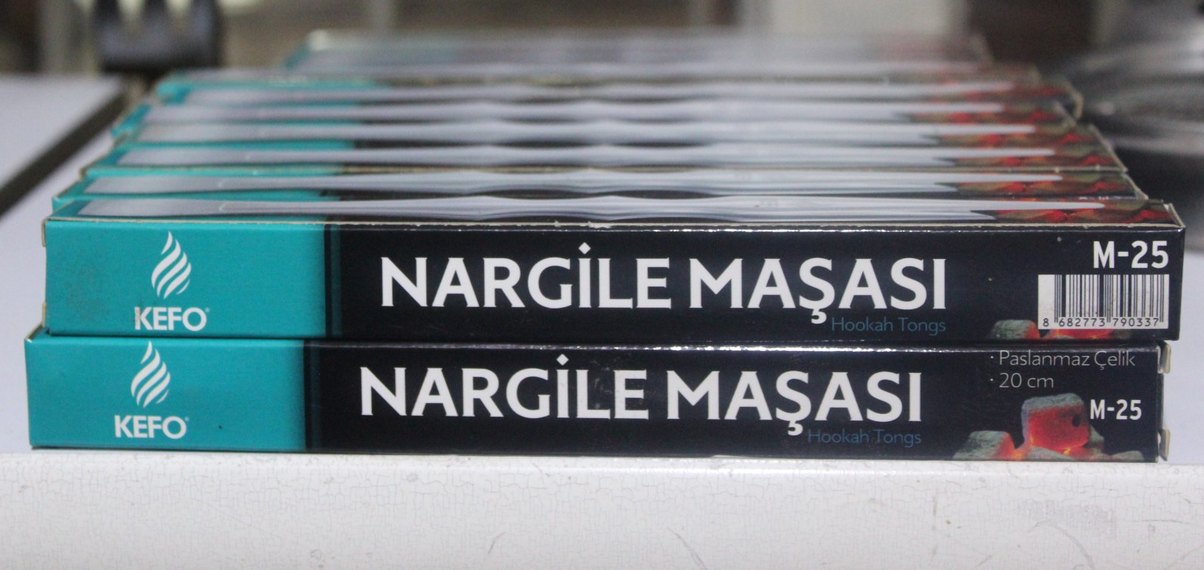 KEFO
NARGİLE MAŞASI
Hookah Tongs
M-25
8 682773 790337
KEFO
NARGİLE MAŞASI
Hookah Tongs
· Paslanmaz Çelik
· 20 cm
M-25